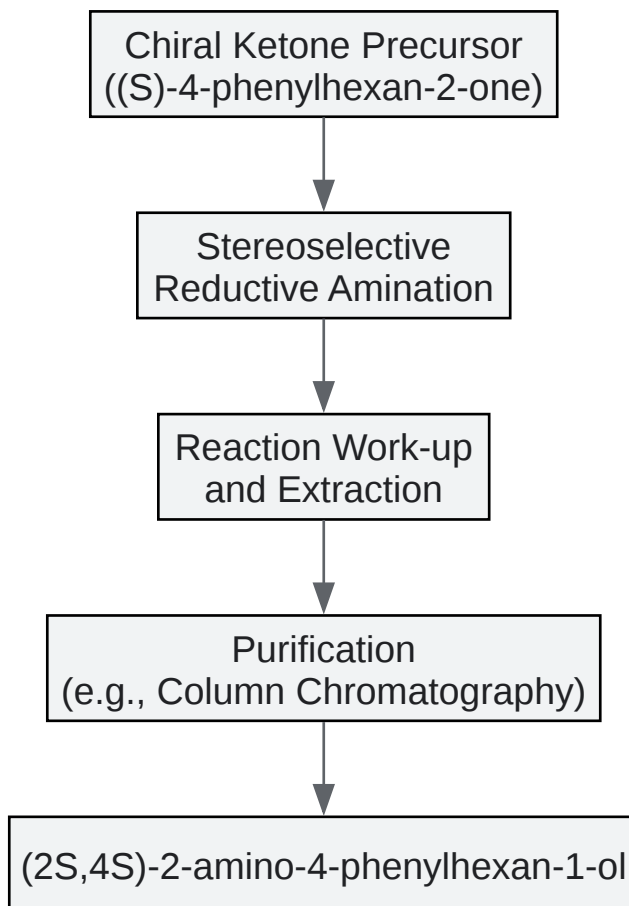 Chiral Ketone Precursor
((S)-4-phenylhexan-2-one)
Stereoselective
Reductive Amination
Reaction Work-up
and Extraction
Purification
(e.g., Column Chromatography)
(2S,4S)-2-amino-4-phenylhexan-1-ol